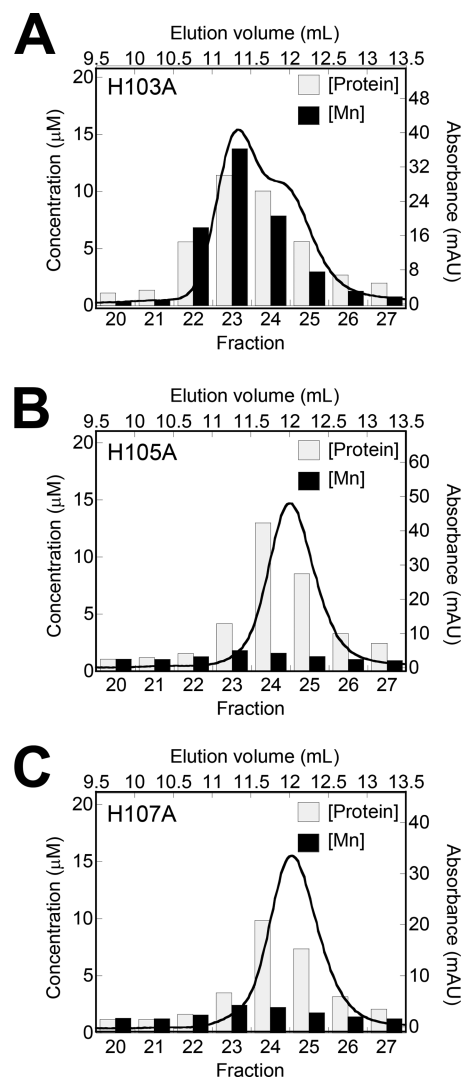 A
Elution volume (mL)
9.5 10 10.5 11 11.5 12 12.5 13 13.5
H103A
[Protein]
[Mn]
20
15
10
5
0
Concentration (μM)
48
40
32
24
16
8
0
Absorbance (mAU)
20 21 22 23 24 25 26 27
Fraction
B
Elution volume (mL)
9.5 10 10.5 11 11.5 12 12.5 13 13.5
H105A
[Protein]
[Mn]
20
15
10
5
0
Concentration (μM)
60
50
40
30
20
10
0
Absorbance (mAU)
20 21 22 23 24 25 26 27
Fraction
C
Elution volume (mL)
9.5 10 10.5 11 11.5 12 12.5 13 13.5
H107A
[Protein]
[Mn]
20
15
10
5
0
Concentration (μM)
40
30
20
10
0
Absorbance (mAU)
20 21 22 23 24 25 26 27
Fraction